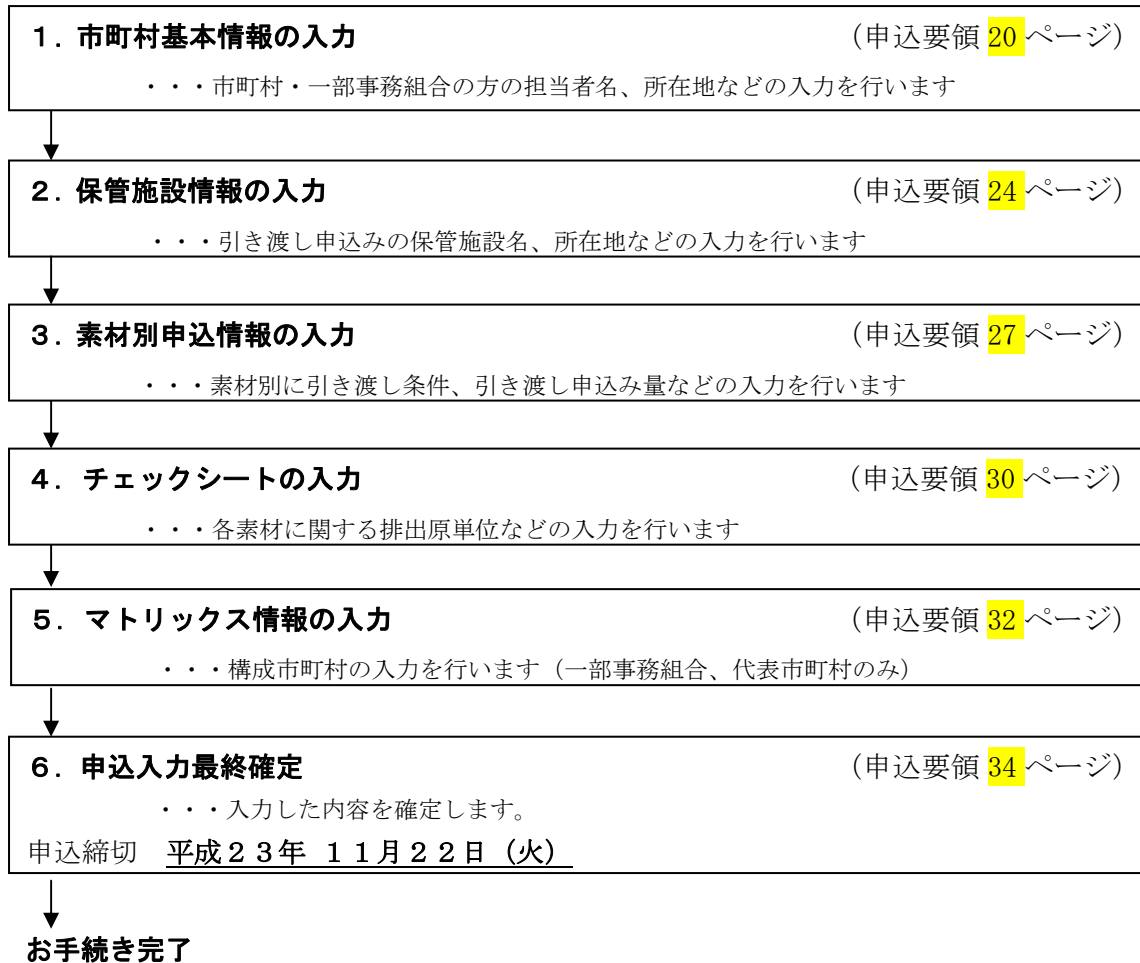 １. 市町村基本情報の入力 （申込要領 20 ページ）
・・・市町村・一部事務組合の方の担当者名、所在地などの入力を行います
２. 保管施設情報の入力 （申込要領 24 ページ）
・・・引き渡し申込みの保管施設名、所在地などの入力を行います
３. 素材別申込情報の入力 （申込要領 27 ページ）
・・・素材別に引き渡し条件、引き渡し申込み量などの入力を行います
４. チェックシートの入力 （申込要領 30 ページ）
・・・各素材に関する排出原単位などの入力を行います
５. マトリックス情報の入力 （申込要領 32 ページ）
・・・構成市町村の入力を行います（一部事務組合、代表市町村のみ）
６. 申込入力最終確定 （申込要領 34 ページ）
・・・入力した内容を確定します。
申込締切 平成２３年 １１月２２日（火）
お手続き完了